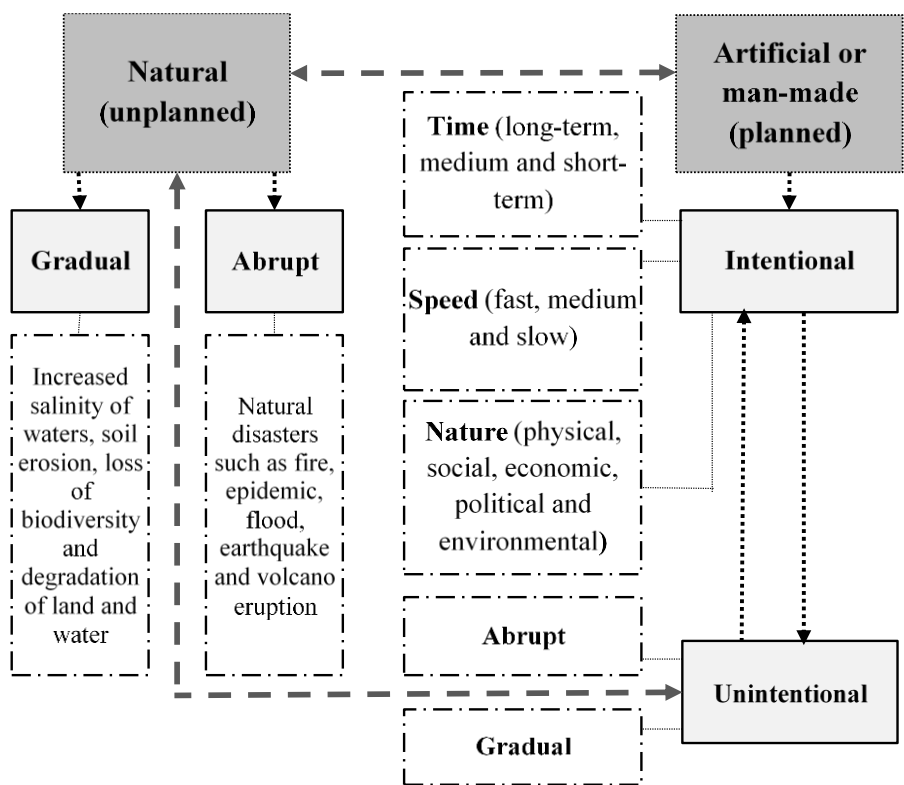 Natural
(unplanned)
Artificial or
man-made
(planned)
Time (long-term,
medium and short-
term)
Gradual
Abrupt
Intentional
Speed (fast, medium
and slow)
Increased
salinity of
waters, soil
erosion, loss
of
biodiversity
and
degradation
of land and
water
Natural
disasters
such as fire,
epidemic,
flood,
earthquake
and volcano
eruption
Nature (physical,
social, economic,
political and
environmental)
Abrupt
Unintentional
Gradual